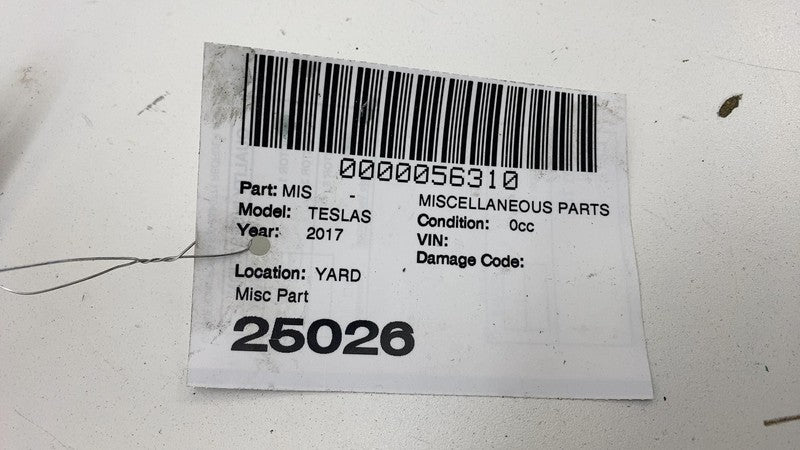 0000056310
Part: MIS - MISCELLANEOUS PARTS
Model: TESLAS Condition: 0cc
Year: 2017 VIN:
Damage Code:
Location: YARD
Misc Part
25026